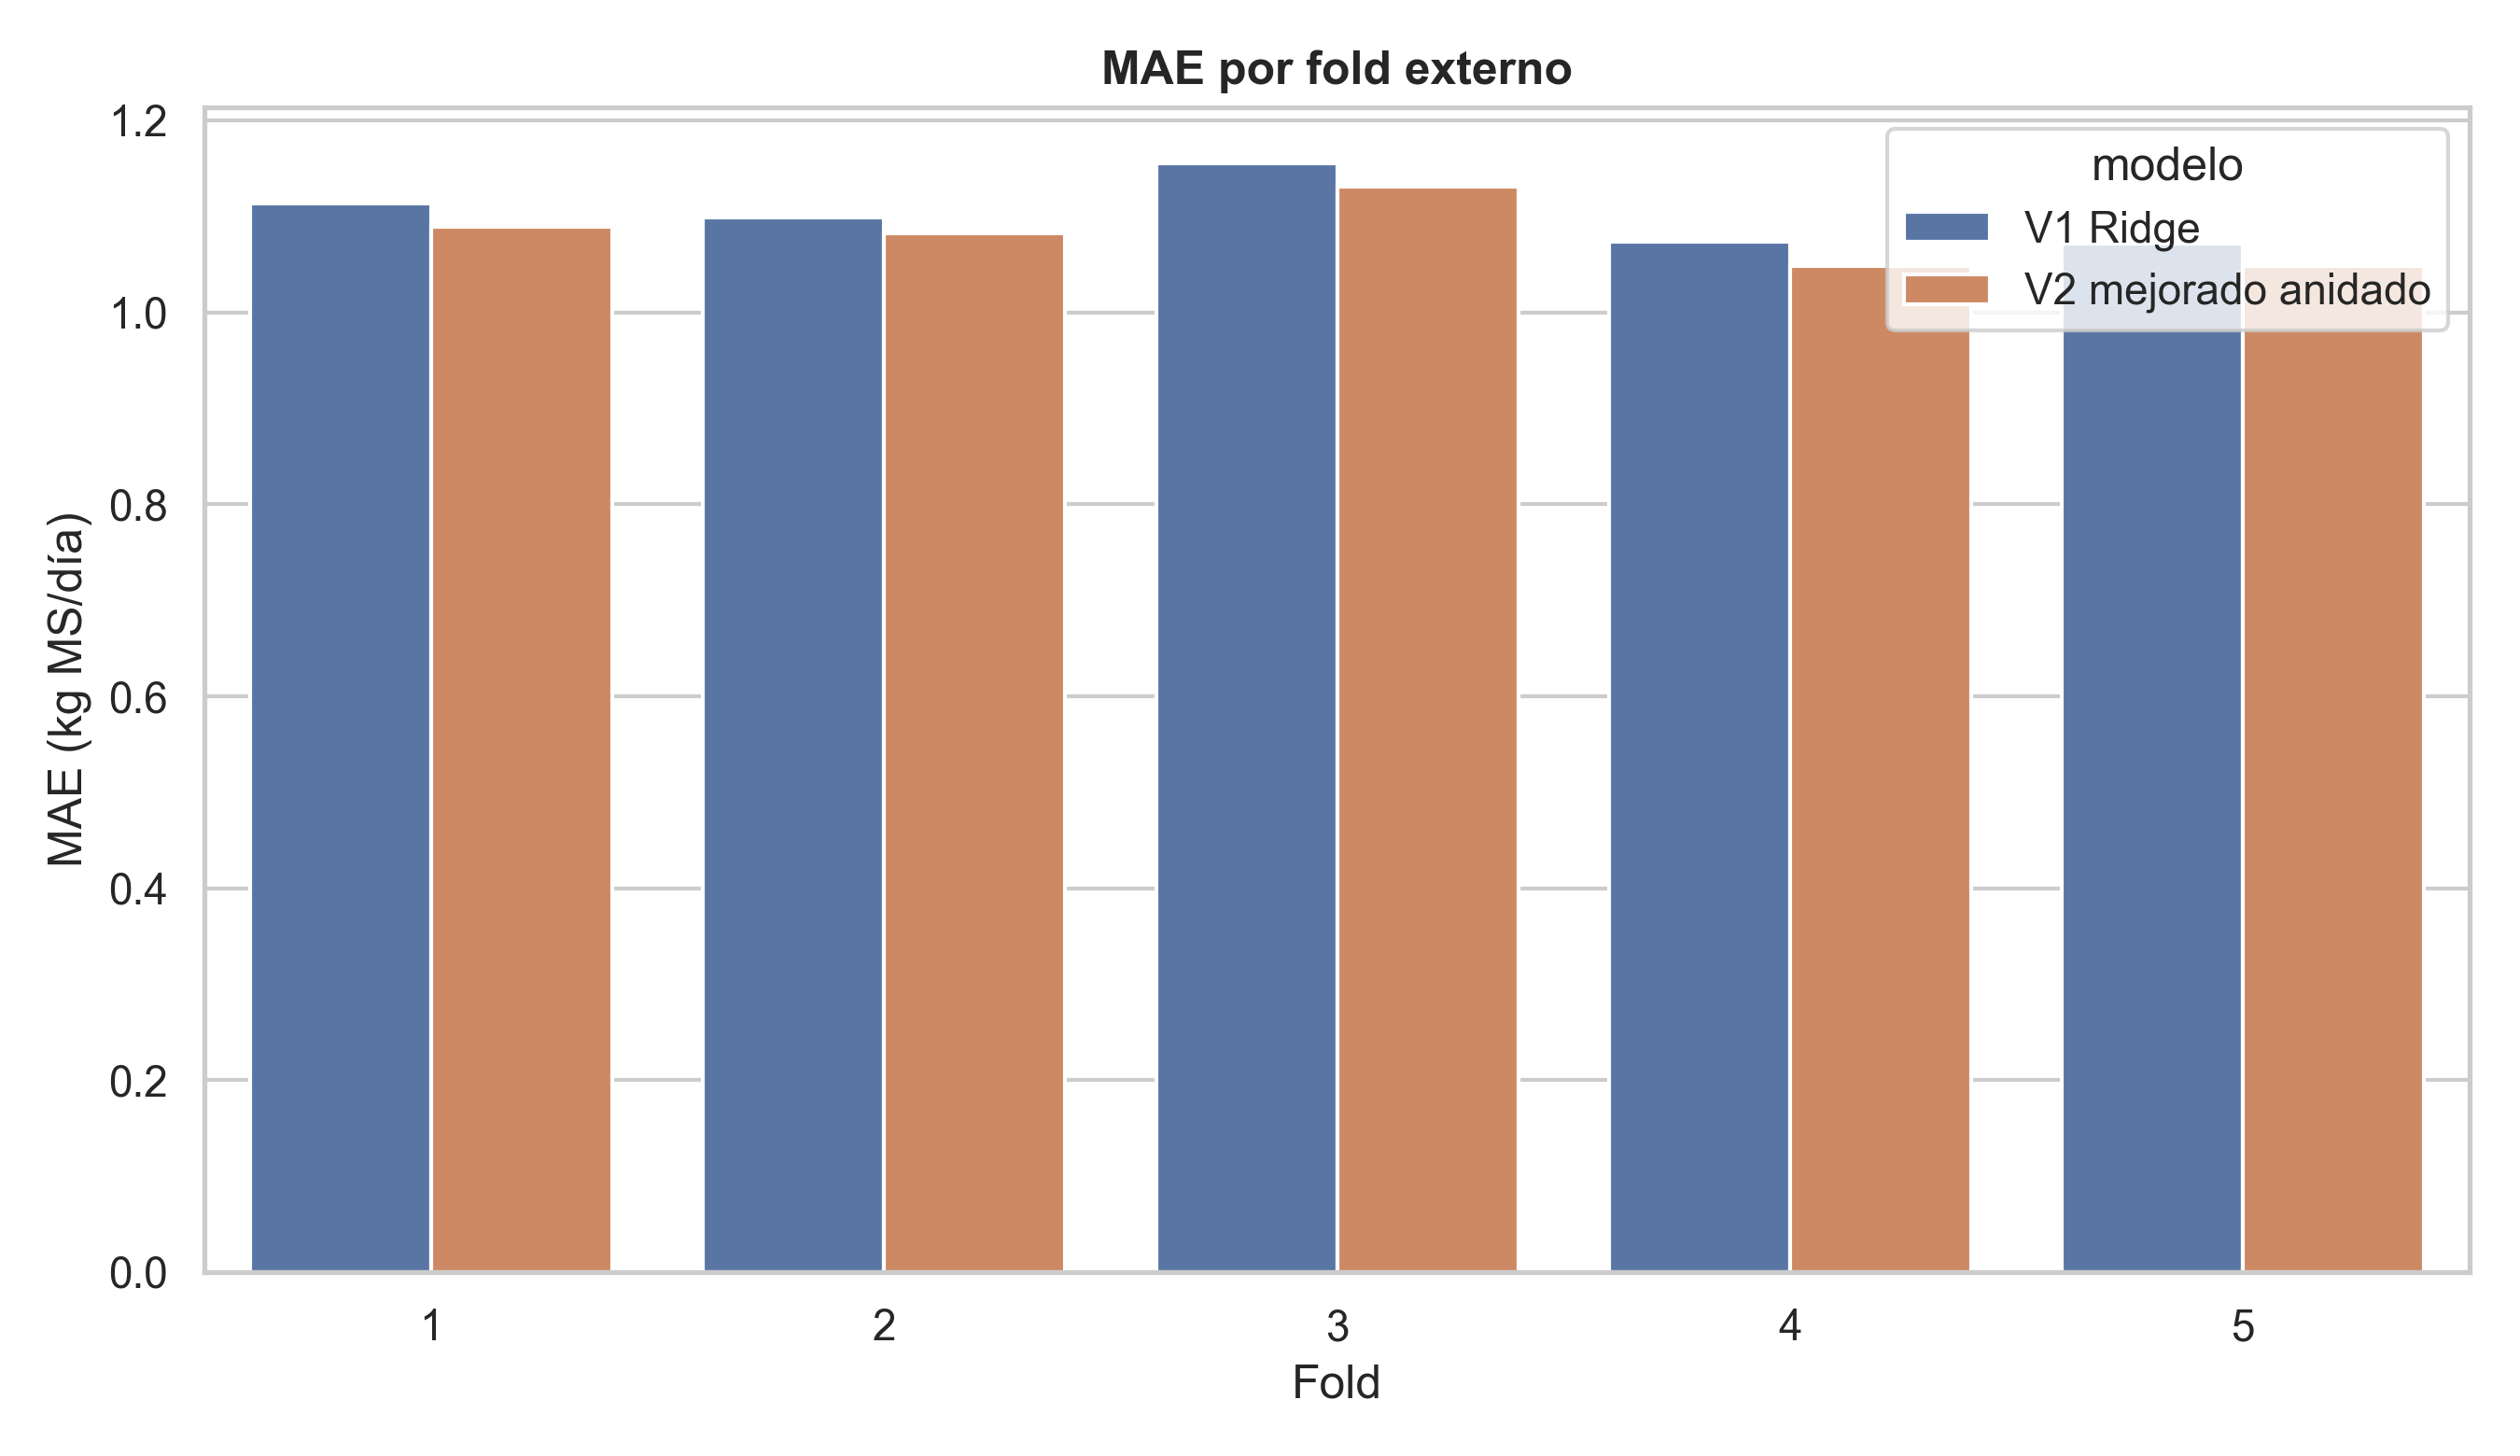 MAE por fold externo
1.2
1.0
0.8
0.6
0.4
0.2
0.0
MAE (kg MS/día)
modelo
V1 Ridge
V2 mejorado anidado
1 2 3 4 5
Fold